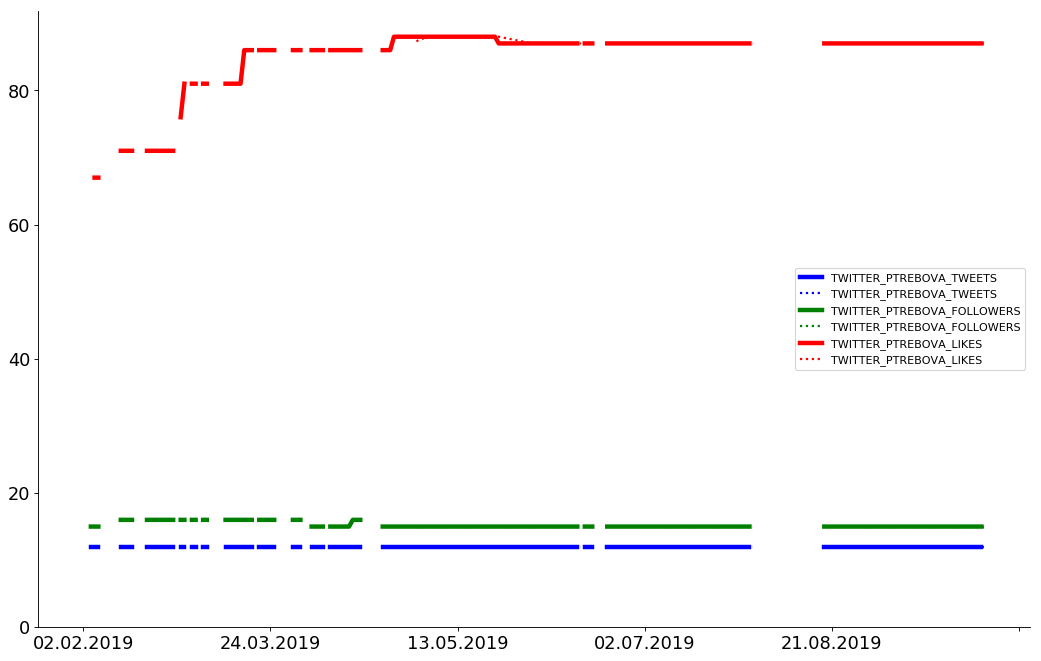 80
60
40
20
0
02.02.2019 24.03.2019 13.05.2019 02.07.2019 21.08.2019
TWITTER_PTREBOVA_TWEETS
TWITTER_PTREBOVA_TWEETS
TWITTER_PTREBOVA_FOLLOWERS
TWITTER_PTREBOVA_FOLLOWERS
TWITTER_PTREBOVA_LIKES
TWITTER_PTREBOVA_LIKES